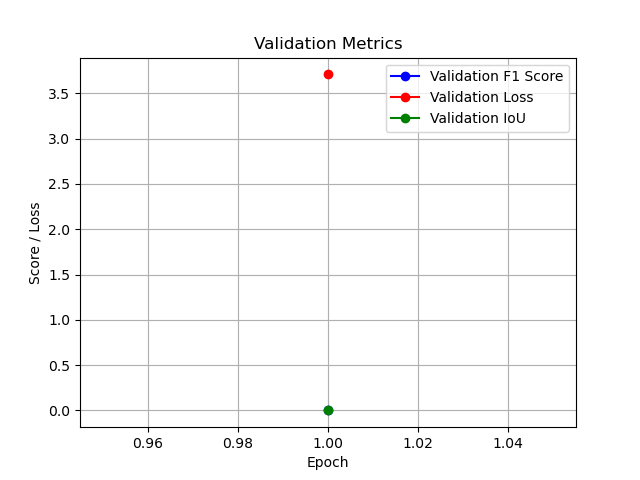 Validation Metrics
Validation F1 Score
Validation Loss
Validation IoU
Score / Loss
3.5
3.0
2.5
2.0
1.5
1.0
0.5
0.0
0.96 0.98 1.00 1.02 1.04
Epoch